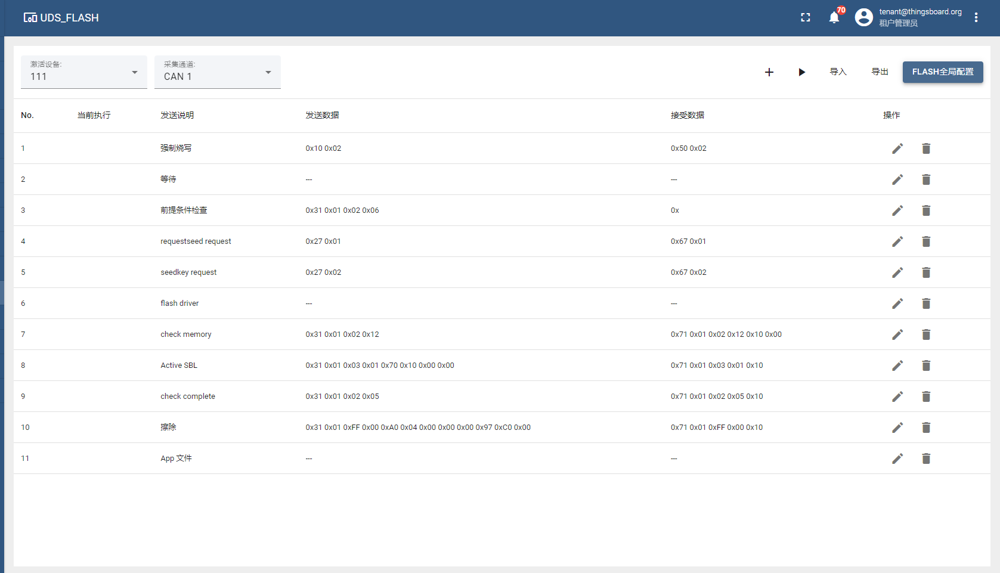 UDS_FLASH
70
tenant@thingsboard.org
租户管理员
激活设备:
111
采集通道:
CAN 1
导入
导出
FLASH全局配置
No. 当前执行 发送说明 发送数据 接受数据 操作
1 强制烧写 0x10 0x02 0x50 0x02
2 等待 --- ---
3 前提条件检查 0x31 0x01 0x02 0x06 0x
4 requestseed request 0x27 0x01 0x67 0x01
5 seedkey request 0x27 0x02 0x67 0x02
6 flash driver --- ---
7 check memory 0x31 0x01 0x02 0x12 0x71 0x01 0x02 0x12 0x10 0x00
8 Active SBL 0x31 0x01 0x03 0x01 0x70 0x10 0x00 0x00 0x71 0x01 0x03 0x01 0x10
9 check complete 0x31 0x01 0x02 0x05 0x71 0x01 0x02 0x05 0x10
10 擦除 0x31 0x01 0xFF 0x00 0xA0 0x04 0x00 0x00 0x00 0x97 0xC0 0x00 0x71 0x01 0xFF 0x00 0x10
11 App 文件 --- ---